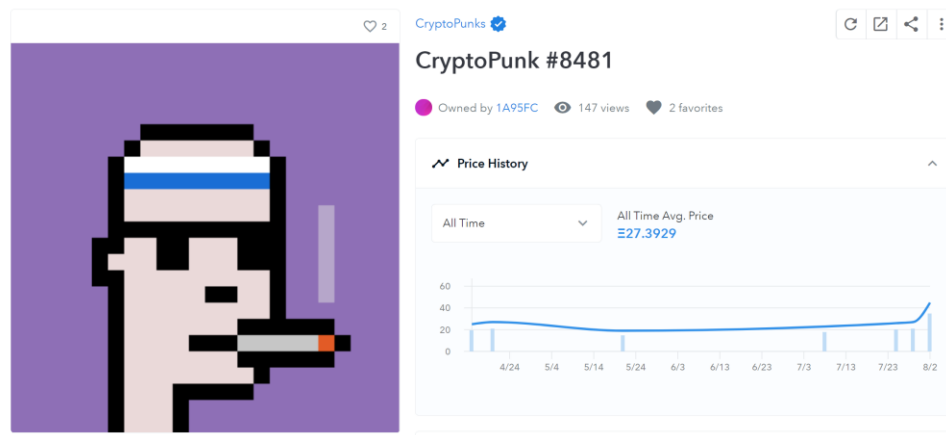 2
CryptoPunks
CryptoPunk #8481
Owned by 1A95FC 147 views 2 favorites
Price History
All Time
All Time Avg. Price
Ξ27.3929
60
40
20
0
4/24 5/4 5/14 5/24 6/3 6/13 6/23 7/3 7/13 7/23 8/2